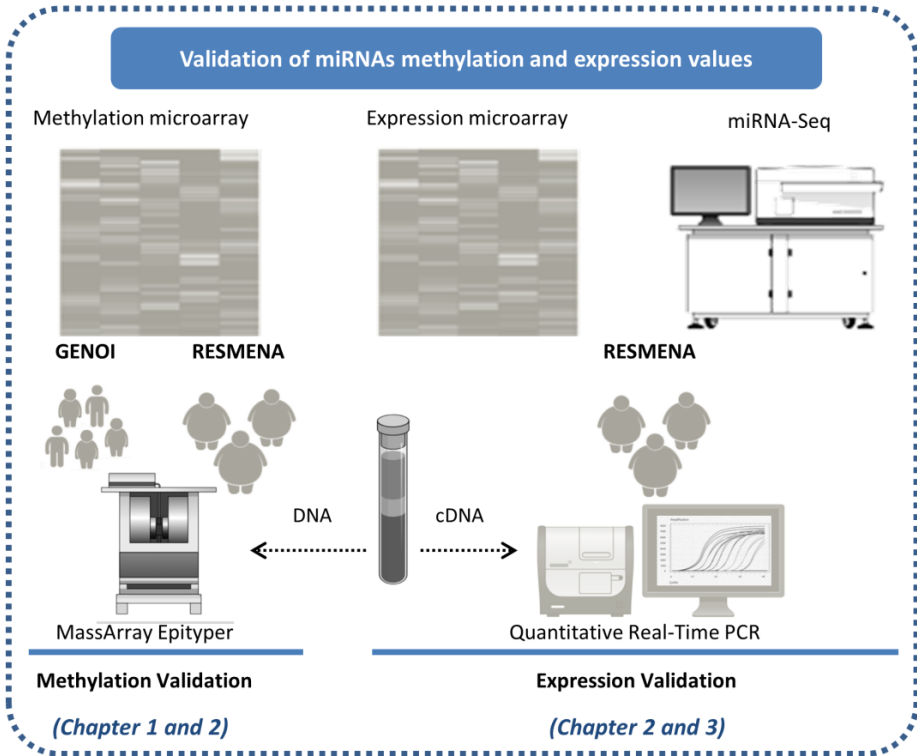 Validation of miRNAs methylation and expression values
Methylation microarray
Expression microarray
miRNA-Seq
GENOI
RESMENA
RESMENA
DNA
cDNA
Amplification
MassArray Epityper
Quantitative Real-Time PCR
Methylation Validation
Expression Validation
(Chapter 1 and 2)
(Chapter 2 and 3)